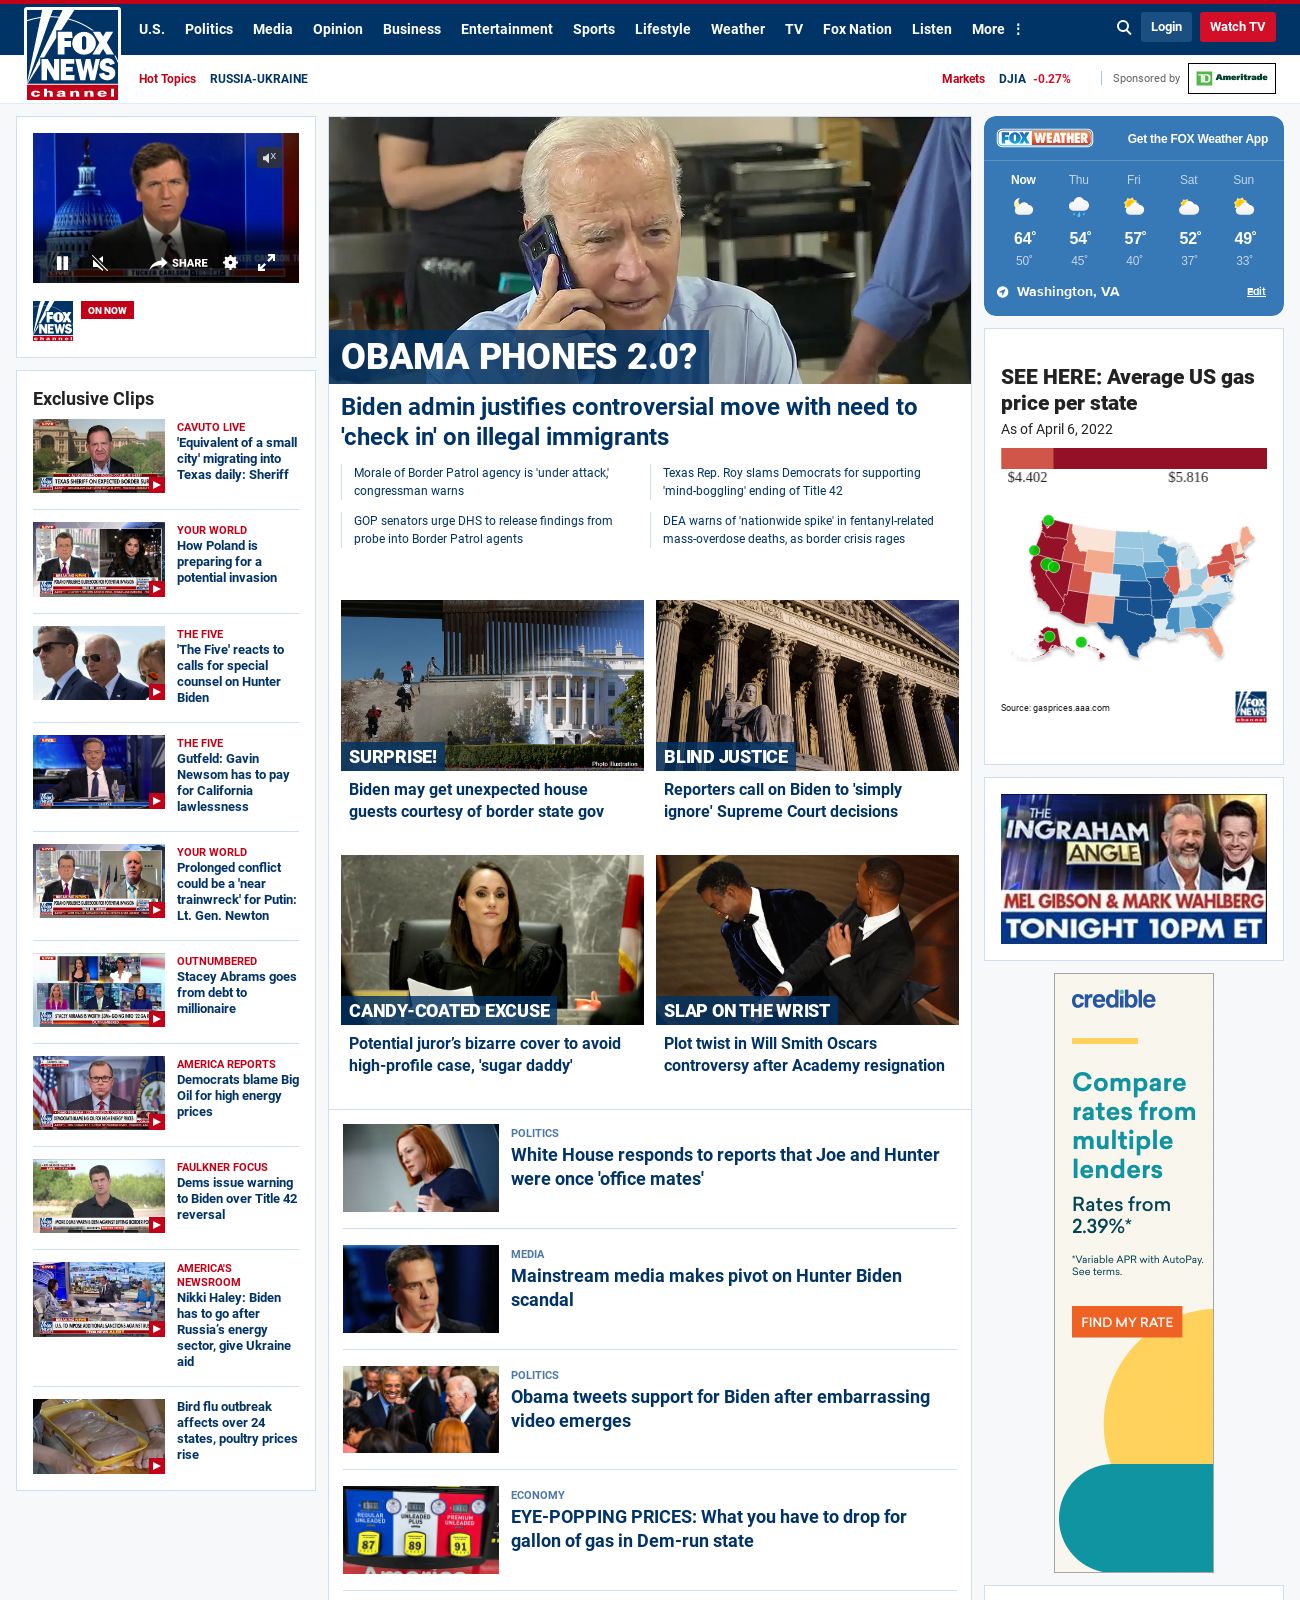 FOX
NEWS
channel
U.S.
Politics
Media
Opinion
Business
Entertainment
Sports
Lifestyle
Weather
TV
Fox Nation
Listen
More
Login
Watch TV
Hot Topics
RUSSIA-UKRAINE
Markets
DJIA
-0.27%
Sponsored by
TD Ameritrade
SHARE
FOX
NEWS
channel
ON NOW
Exclusive Clips
CAVUTO LIVE
'Equivalent of a small
city' migrating into
Texas daily: Sheriff
YOUR WORLD
How Poland is
preparing for a
potential invasion
THE FIVE
'The Five' reacts to
calls for special
counsel on Hunter
Biden
THE FIVE
Gutfeld: Gavin
Newsom has to pay
for California
lawlessness
YOUR WORLD
Prolonged conflict
could be a 'near
trainwreck' for Putin:
Lt. Gen. Newton
OUTNUMBERED
Stacey Abrams goes
from debt to
millionaire
AMERICA REPORTS
Democrats blame Big
Oil for high energy
prices
FAULKNER FOCUS
Dems issue warning
to Biden over Title 42
reversal
AMERICA'S
NEWSROOM
Nikki Haley: Biden
has to go after
Russia's energy
sector, give Ukraine
aid
Bird flu outbreak
affects over 24
states, poultry prices
rise
OBAMA PHONES 2.0?
Biden admin justifies controversial move with need to
'check in' on illegal immigrants
Morale of Border Patrol agency is 'under attack,'
congressman warns
Texas Rep. Roy slams Democrats for supporting
'mind-boggling' ending of Title 42
GOP senators urge DHS to release findings from
probe into Border Patrol agents
DEA warns of 'nationwide spike' in fentanyl-related
mass-overdose deaths, as border crisis rages
Photo Illustration
SURPRISE!
Biden may get unexpected house
guests courtesy of border state gov
BLIND JUSTICE
Reporters call on Biden to 'simply
ignore' Supreme Court decisions
CANDY-COATED EXCUSE
Potential juror's bizarre cover to avoid
high-profile case, 'sugar daddy'
SLAP ON THE WRIST
Plot twist in Will Smith Oscars
controversy after Academy resignation
POLITICS
White House responds to reports that Joe and Hunter
were once 'office mates'
MEDIA
Mainstream media makes pivot on Hunter Biden
scandal
POLITICS
Obama tweets support for Biden after embarrassing
video emerges
REGULAR UNLEADED
UNLEADED PLUS
PREMIUM UNLEADED
87
89
91
ECONOMY
EYE-POPPING PRICES: What you have to drop for
gallon of gas in Dem-run state
FOX WEATHER
Get the FOX Weather App
Now
Thu
Fri
Sat
Sun
64°
54°
57°
52°
49°
50°
45°
40°
37°
33°
Washington, VA
Edit
SEE HERE: Average US gas
price per state
As of April 6, 2022
$4.402
$5.816
Source: gasprices.aaa.com
FOX
NEWS
channel
THE
INGRAHAM
ANGLE
MEL GIBSON & MARK WAHLBERG
TONIGHT 10PM ET
credible
Compare
rates from
multiple
lenders
Rates from
2.39%*
*Variable APR with AutoPay.
See terms.
FIND MY RATE